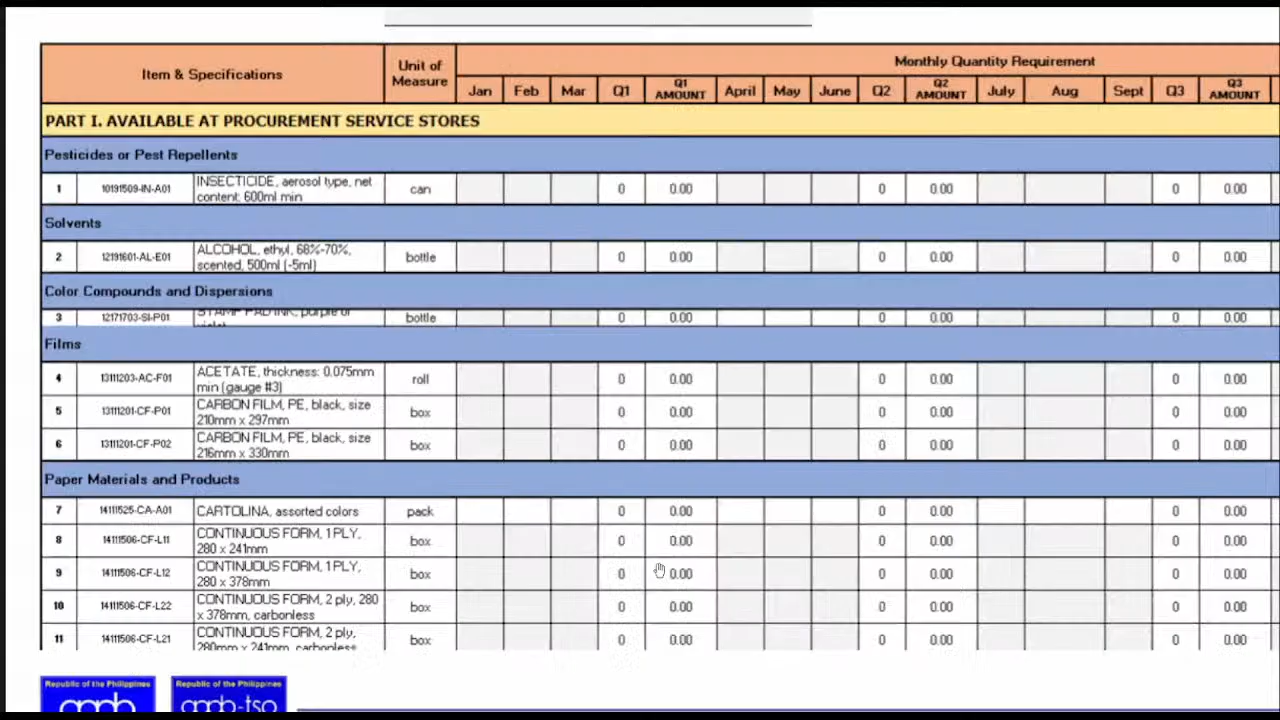 Item & Specifications Unit of Measure Monthly Quantity Requirement
Jan Feb Mar Q1 Q1 AMOUNT April May June Q2 Q2 AMOUNT July Aug Sept Q3 Q3 AMOUNT
PART I. AVAILABLE AT PROCUREMENT SERVICE STORES
Pesticides or Pest Repellents
1 10191509-IN-A01 INSECTICIDE, aerosol type, net can 0 0.00 0 0.00 0 0.00
content: 600ml min
Solvents
2 12191601-AL-E01 ALCOHOL, ethyl, 68%-70%, bottle 0 0.00 0 0.00 0 0.00
scented, 500ml (-5ml)
Color Compounds and Dispersions
3 12171703-SI-P01 STAMP PAD INK, purple or bottle 0 0.00 0 0.00 0 0.00
violet
Films
4 13111203-AC-F01 ACETATE, thickness: 0.075mm roll 0 0.00 0 0.00 0 0.00
min (gauge #3)
5 13111201-CF-P01 CARBON FILM, PE, black, size box 0 0.00 0 0.00 0 0.00
210mm x 297mm
6 13111201-CF-P02 CARBON FILM, PE, black, size box 0 0.00 0 0.00 0 0.00
216mm x 330mm
Paper Materials and Products
7 14111525-CA-A01 CARTOLINA, assorted colors pack 0 0.00 0 0.00 0 0.00
8 14111506-CF-L11 CONTINUOUS FORM, 1 PLY, box 0 0.00 0 0.00 0 0.00
280 x 241mm
9 14111506-CF-L12 CONTINUOUS FORM, 1 PLY, box 0 0.00 0 0.00 0 0.00
280 x 378mm
10 14111506-CF-L22 CONTINUOUS FORM, 2 ply, 280 box 0 0.00 0 0.00 0 0.00
x 378mm, carbonless
11 14111506-CF-L21 CONTINUOUS FORM, 2 ply, box 0 0.00 0 0.00 0 0.00
280mm x 241mm, carbonless
Republic of the Philippines Republic of the Philippines
gppb gppb-tso